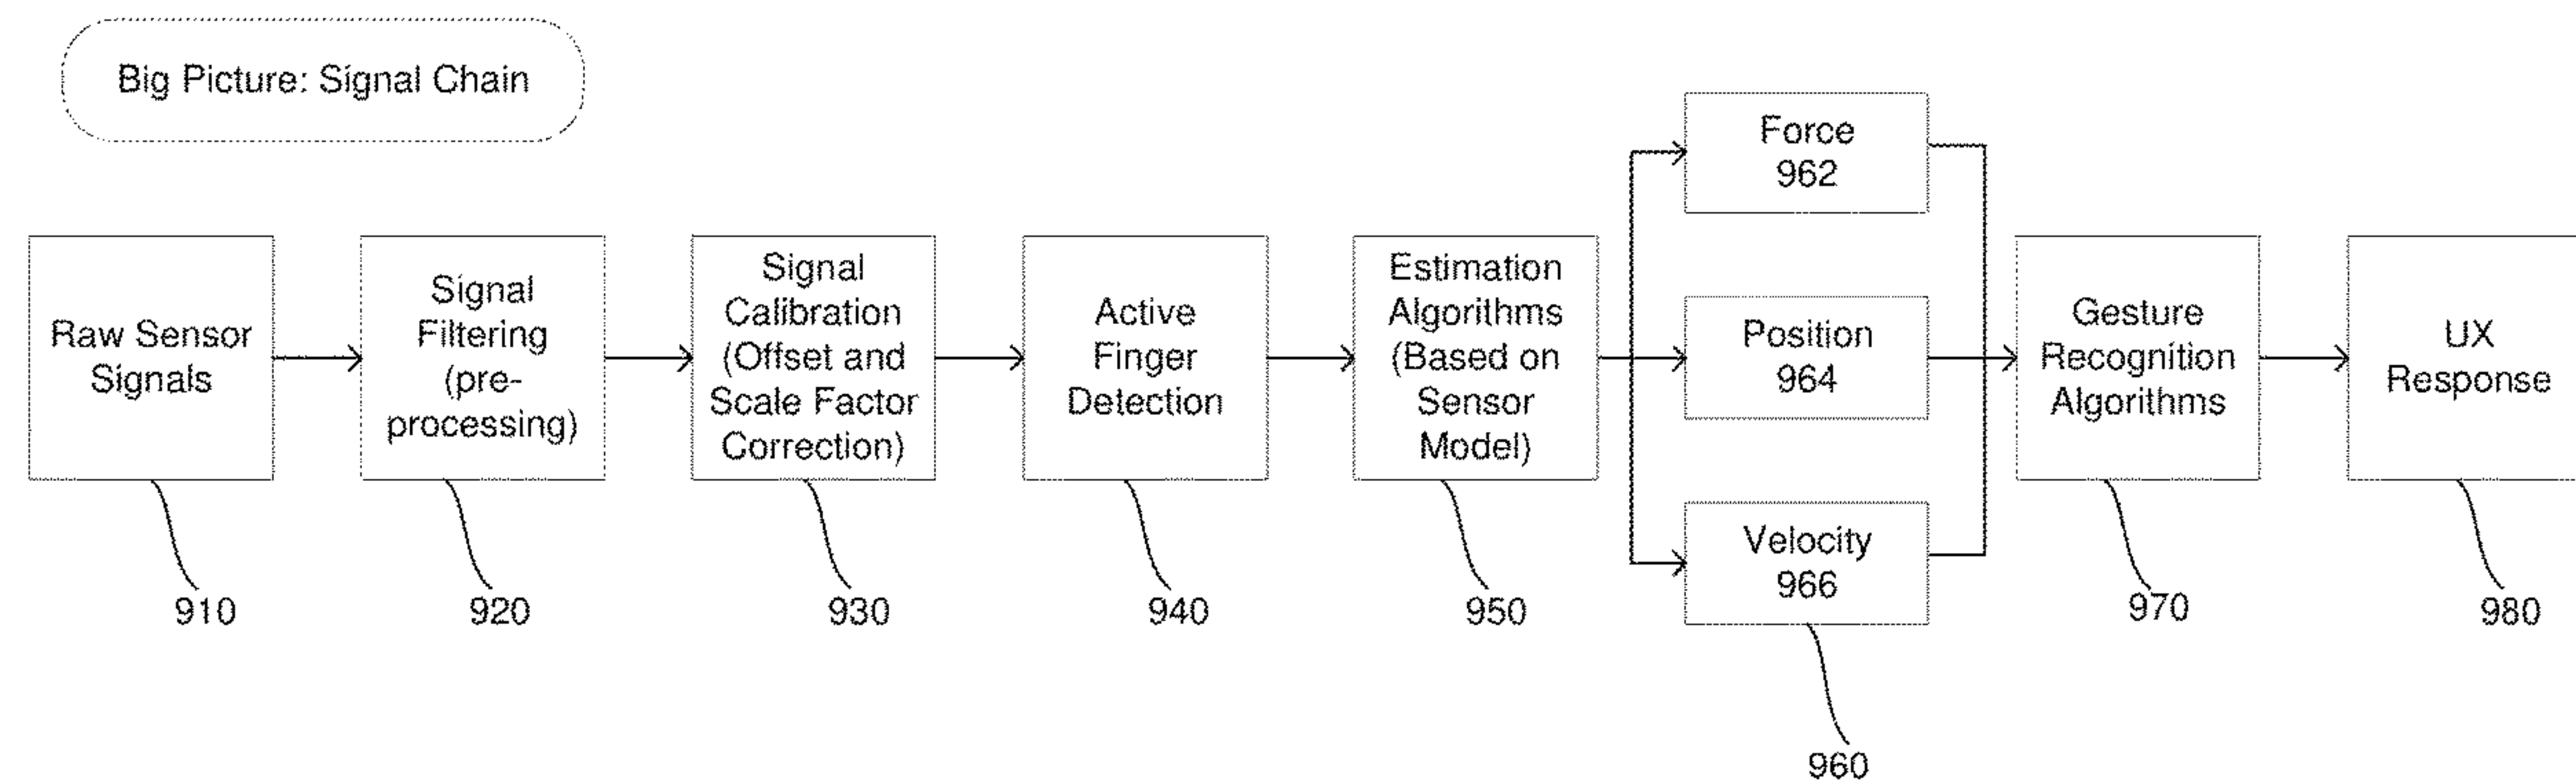 Big Picture: Signal Chain
Raw Sensor
Signals
910
Signal
Filtering
(pre-
processing)
920
Signal
Calibration
(Offset and
Scale Factor
Correction)
930
Active
Finger
Detection
940
Estimation
Algorithms
(Based on
Sensor
Model)
950
Force
962
Position
964
Velocity
966
960
Gesture
Recognition
Algorithms
970
UX
Response
980